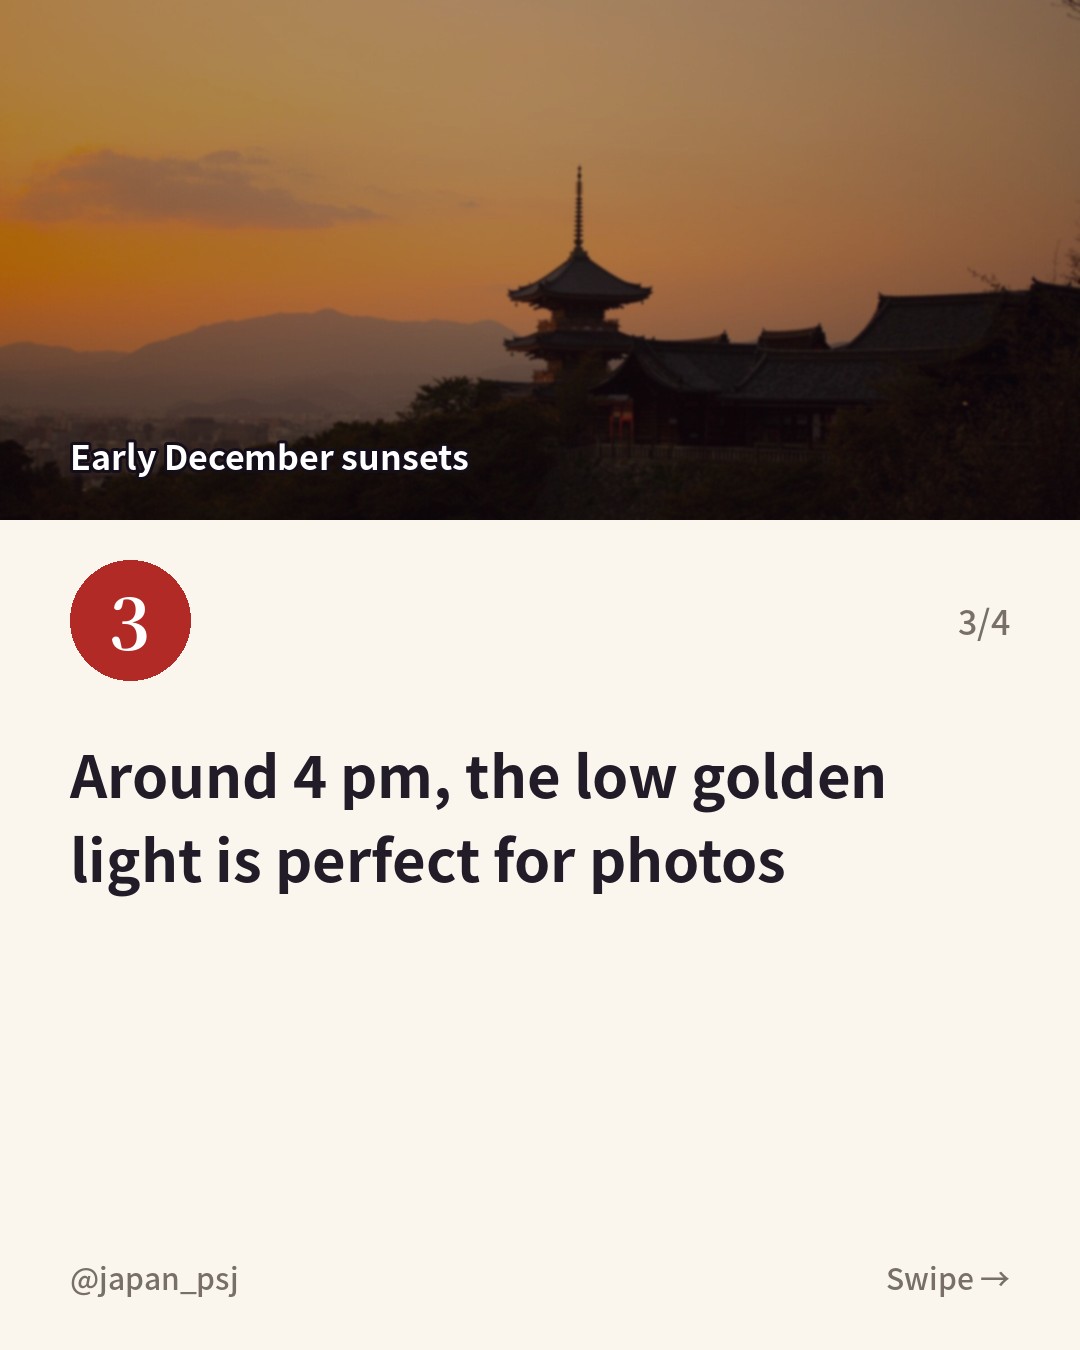 Early December sunsets
3
3/4
Around 4 pm, the low golden
light is perfect for photos
@japan_psj
Swipe →